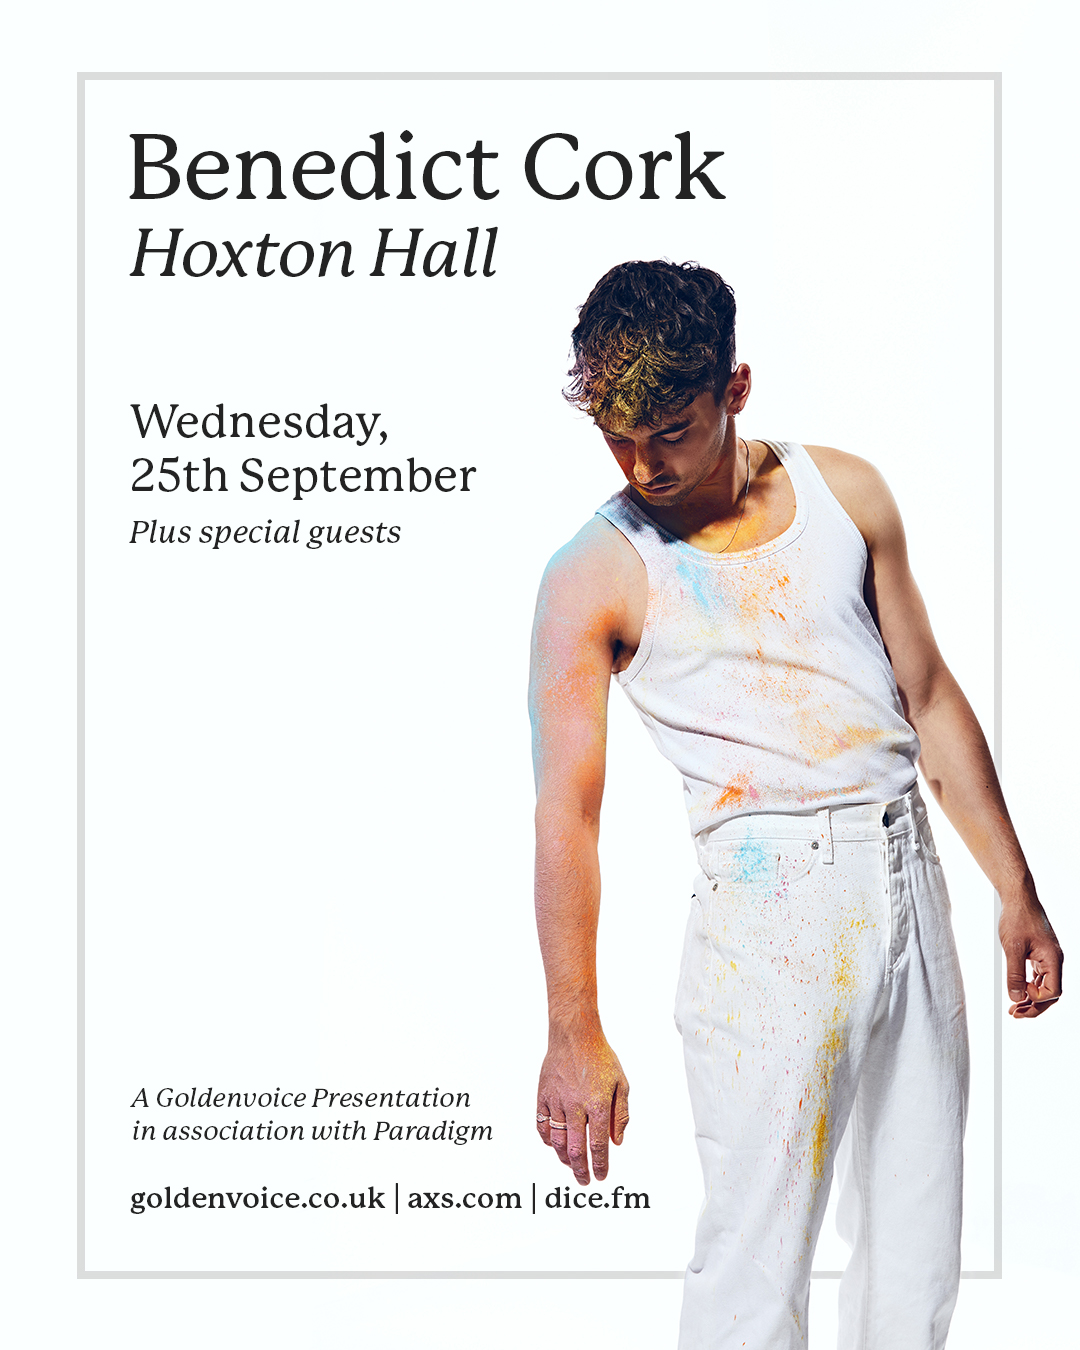 Benedict Cork
Hoxton Hall
Wednesday,
25th September
Plus special guests
A Goldenvoice Presentation
in association with Paradigm
goldenvoice.co.uk | axs.com | dice.fm